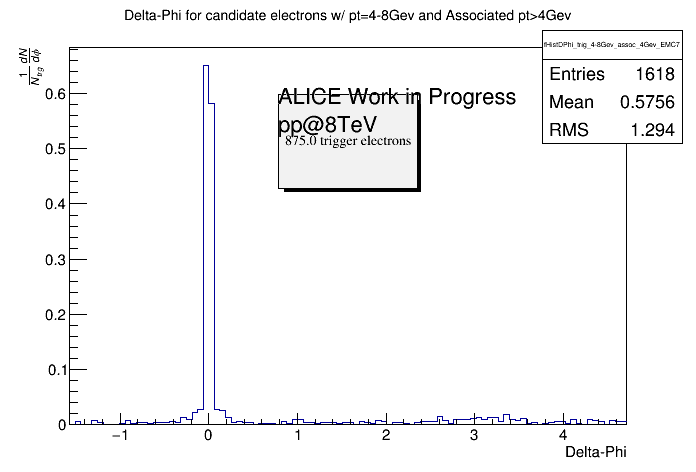 Delta-Phi for candidate electrons w/ pt=4-8Gev and Associated pt>4Gev
fHistDPhi_trig_4-8Gev_assoc_4Gev_EMC7
Entries 1618
Mean 0.5756
RMS 1.294
ALICE Work in Progress
pp@8TeV
875.0 trigger electrons
1 dN
N_trg dϕ
0.6
0.5
0.4
0.3
0.2
0.1
0
−1 0 1 2 3 4
Delta-Phi